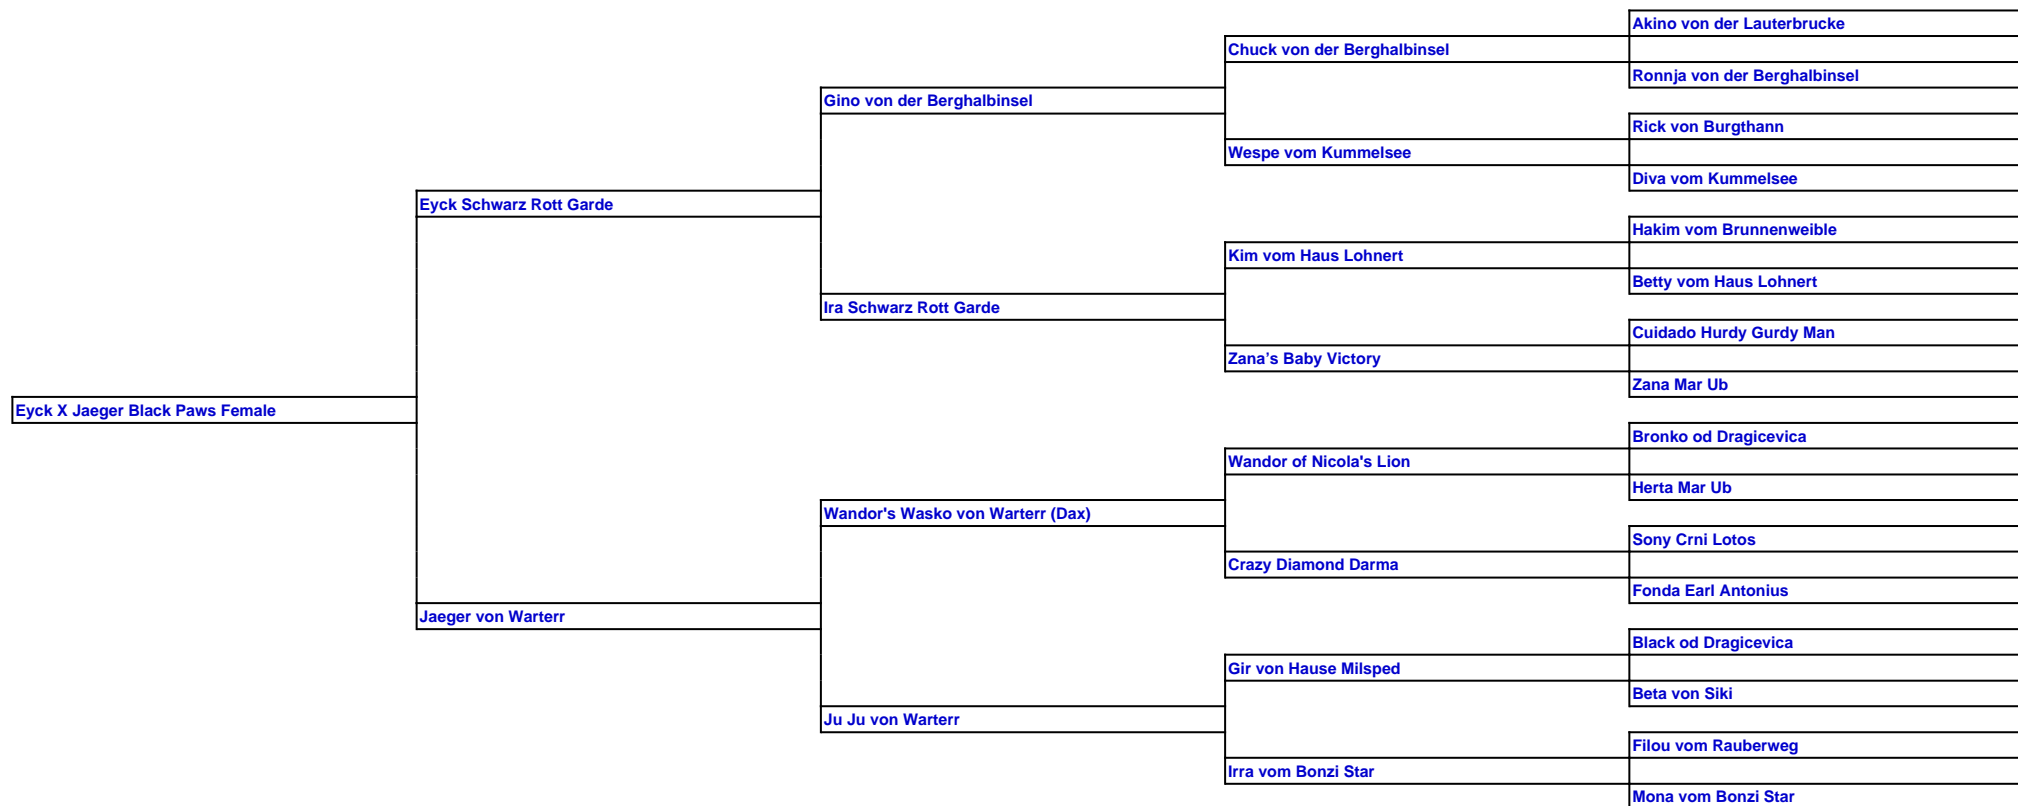 Akino von der Lauterbrucke
Chuck von der Berghalbinsel
Ronnja von der Berghalbinsel
Gino von der Berghalbinsel
Rick von Burgthann
Wespe vom Kummelsee
Diva vom Kummelsee
Eyck Schwarz Rott Garde
Hakim vom Brunnenweible
Kim vom Haus Lohnert
Betty vom Haus Lohnert
Ira Schwarz Rott Garde
Cuidado Hurdy Gurdy Man
Zana’s Baby Victory
Zana Mar Ub
Eyck X Jaeger Black Paws Female
Bronko od Dragicevica
Wandor of Nicola's Lion
Herta Mar Ub
Wandor's Wasko von Warterr (Dax)
Sony Crni Lotos
Crazy Diamond Darma
Fonda Earl Antonius
Jaeger von Warterr
Black od Dragicevica
Gir von Hause Milsped
Beta von Siki
Ju Ju von Warterr
Filou vom Rauberweg
Irra vom Bonzi Star
Mona vom Bonzi Star